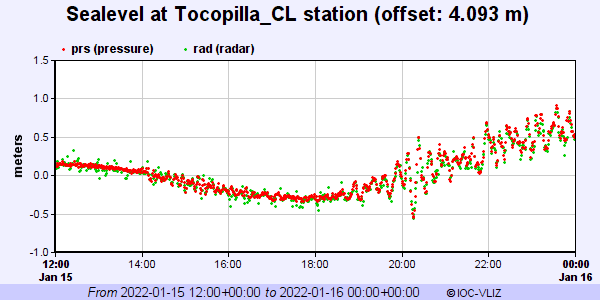 Sealevel at Tocopilla_CL station (offset: 4.093 m)
prs (pressure) rad (radar)
1.5
1.0
0.5
0.0
-0.5
-1.0
meters
12:00 14:00 16:00 18:00 20:00 22:00 00:00
Jan 15 Jan 16
From 2022-01-15 12:00+00:00 to 2022-01-16 00:00+00:00 © IOC-VLIZ